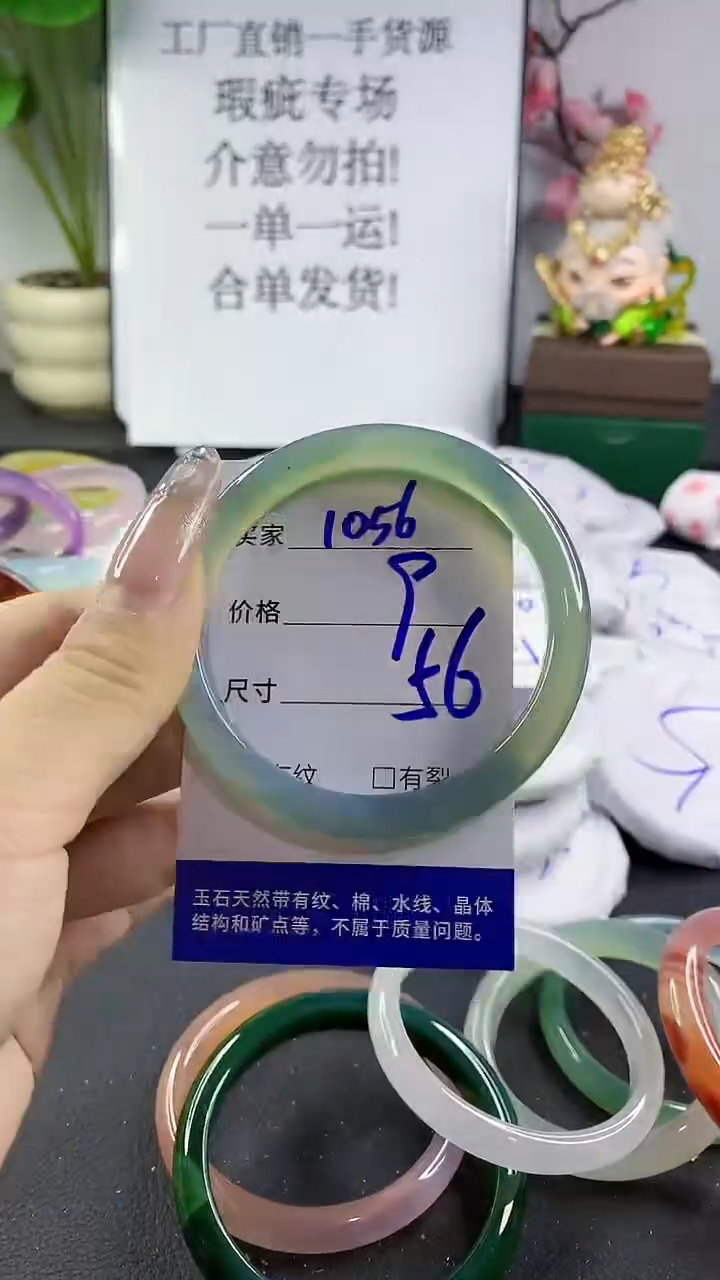 工厂直销一手货源
瑕疵专场
介意勿拍!
一单一运!
合单发货!
买家 1056
价格 P
尺寸 56
有纹 □有裂
玉石天然带有纹、棉、水线、晶体
结构和矿点等，不属于质量问题。